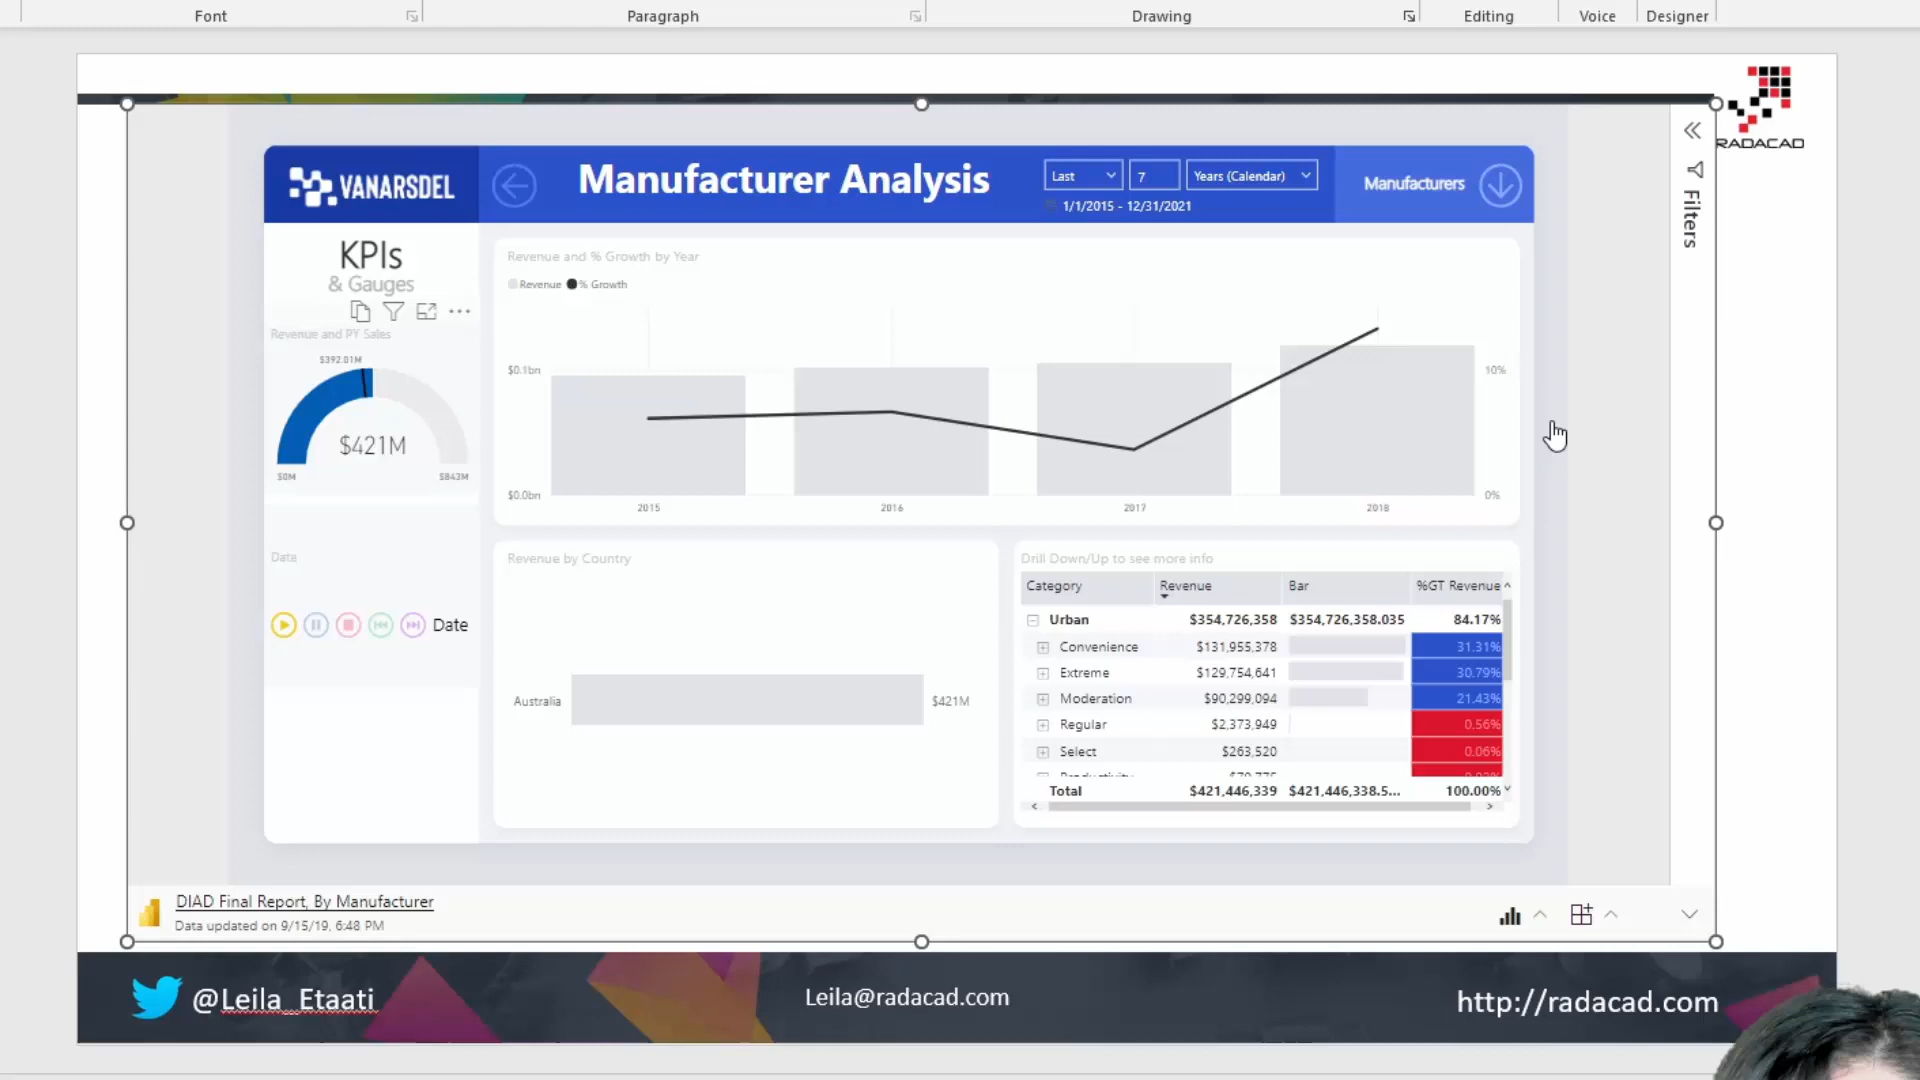 Font
Paragraph
Drawing
Editing
Voice
Designer
RADACAD
VANARSDEL
Manufacturer Analysis
Last
7
Years (Calendar)
1/1/2015 - 12/31/2021
Manufacturers
Filters
KPIs
& Gauges
Revenue and PY Sales
$392.01M
$421M
$0M
$843M
Date
Date
Revenue and % Growth by Year
Revenue % Growth
$0.1bn
10%
$0.0bn
0%
2015 2016 2017 2018
Revenue by Country
Australia $421M
Drill Down/Up to see more info
Category Revenue Bar %GT Revenue
Urban $354,726,358 $354,726,358.035 84.17%
Convenience $131,955,378 31.31%
Extreme $129,754,641 30.79%
Moderation $90,299,094 21.43%
Regular $2,373,949 0.56%
Select $263,520 0.06%
Total $421,446,339 $421,446,338.5... 100.00%
DIAD Final Report, By Manufacturer
Data updated on 9/15/19, 6:48 PM
@Leila_Etaati
Leila@radacad.com
http://radacad.com